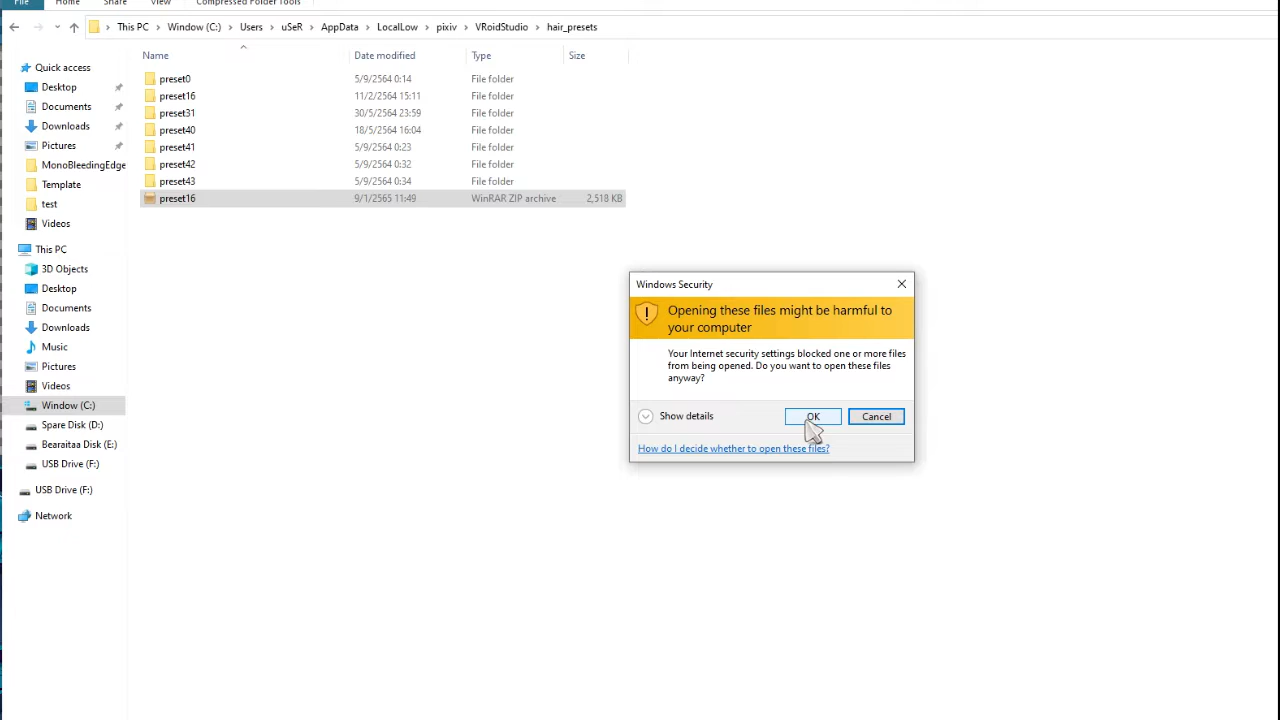 File Home Share View Compressed Folder Tools
This PC Window (C:) Users uSeR AppData LocalLow pixiv VRoidStudio hair_presets
Name Date modified Type Size
Quick access
Desktop
Documents
Downloads
Pictures
MonoBleedingEdge
Template
test
Videos
This PC
3D Objects
Desktop
Documents
Downloads
Music
Pictures
Videos
Window (C:)
Spare Disk (D:)
Bearaitaa Disk (E:)
USB Drive (F:)
USB Drive (F:)
Network
preset0 5/9/2564 0:14 File folder
preset16 11/2/2564 15:11 File folder
preset31 30/5/2564 23:59 File folder
preset40 18/5/2564 16:04 File folder
preset41 5/9/2564 0:23 File folder
preset42 5/9/2564 0:32 File folder
preset43 5/9/2564 0:34 File folder
preset16 9/1/2565 11:49 WinRAR ZIP archive 2,518 KB
Windows Security
Opening these files might be harmful to
your computer
Your Internet security settings blocked one or more files
from being opened. Do you want to open these files
anyway?
Show details OK Cancel
How do I decide whether to open these files?